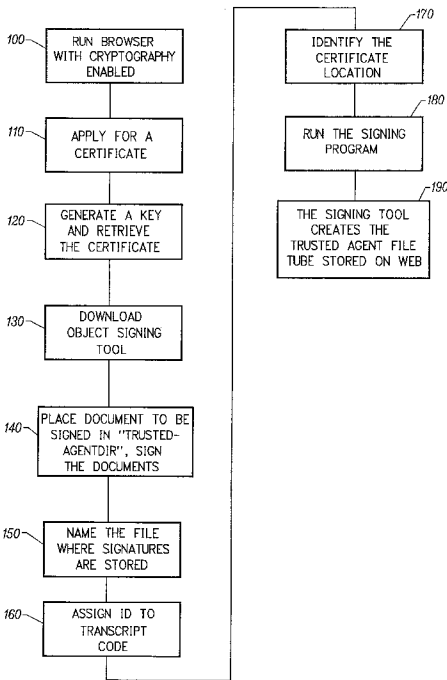 100
RUN BROWSER
WITH CRYPTOGRAPHY
ENABLED
110
APPLY FOR A
CERTIFICATE
120
GENERATE A KEY
AND RETRIEVE
THE CERTIFICATE
130
DOWNLOAD
OBJECT SIGNING
TOOL
140
PLACE DOCUMENT TO BE
SIGNED IN "TRUSTED-
AGENTDIR", SIGN
THE DOCUMENTS
150
NAME THE FILE
WHERE SIGNATURES
ARE STORED
160
ASSIGN ID TO
TRANSCRIPT
CODE
170
IDENTIFY THE
CERTIFICATE
LOCATION
180
RUN THE SIGNING
PROGRAM
190
THE SIGNING TOOL
CREATES THE
TRUSTED AGENT FILE
TUBE STORED ON WEB